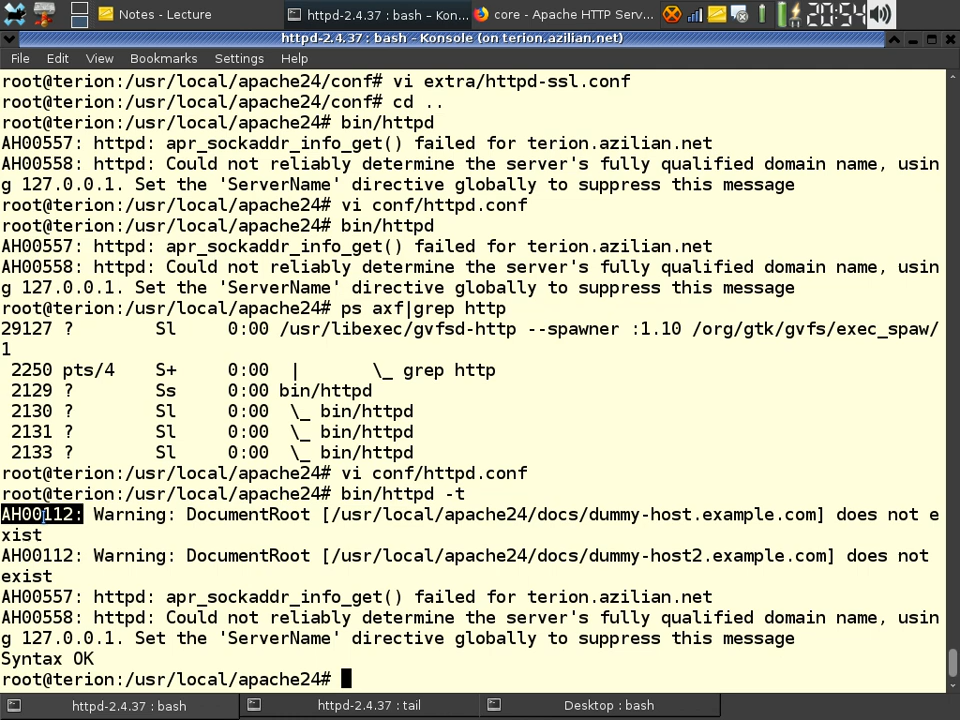 Notes - Lecture
httpd-2.4.37 : bash – Kon...
core - Apache HTTP Serv...
20:54
httpd-2.4.37 : bash - Konsole (on terion.azilian.net)
File Edit View Bookmarks Settings Help
root@terion:/usr/local/apache24/conf# vi extra/httpd-ssl.conf
root@terion:/usr/local/apache24/conf# cd ..
root@terion:/usr/local/apache24# bin/httpd
AH00557: httpd: apr_sockaddr_info_get() failed for terion.azilian.net
AH00558: httpd: Could not reliably determine the server's fully qualified domain name, usin
g 127.0.0.1. Set the 'ServerName' directive globally to suppress this message
root@terion:/usr/local/apache24# vi conf/httpd.conf
root@terion:/usr/local/apache24# bin/httpd
AH00557: httpd: apr_sockaddr_info_get() failed for terion.azilian.net
AH00558: httpd: Could not reliably determine the server's fully qualified domain name, usin
g 127.0.0.1. Set the 'ServerName' directive globally to suppress this message
root@terion:/usr/local/apache24# ps axf|grep http
29127 ?        Sl     0:00 /usr/libexec/gvfsd-http --spawner :1.10 /org/gtk/gvfs/exec_spaw/
1
 2250 pts/4    S+     0:00  |       \_ grep http
 2129 ?        Ss     0:00 bin/httpd
 2130 ?        Sl     0:00  \_ bin/httpd
 2131 ?        Sl     0:00  \_ bin/httpd
 2133 ?        Sl     0:00  \_ bin/httpd
root@terion:/usr/local/apache24# vi conf/httpd.conf
root@terion:/usr/local/apache24# bin/httpd -t
AH00112: Warning: DocumentRoot [/usr/local/apache24/docs/dummy-host.example.com] does not e
xist
AH00112: Warning: DocumentRoot [/usr/local/apache24/docs/dummy-host2.example.com] does not 
exist
AH00557: httpd: apr_sockaddr_info_get() failed for terion.azilian.net
AH00558: httpd: Could not reliably determine the server's fully qualified domain name, usin
g 127.0.0.1. Set the 'ServerName' directive globally to suppress this message
Syntax OK
root@terion:/usr/local/apache24#
httpd-2.4.37 : bash
httpd-2.4.37 : tail
Desktop : bash